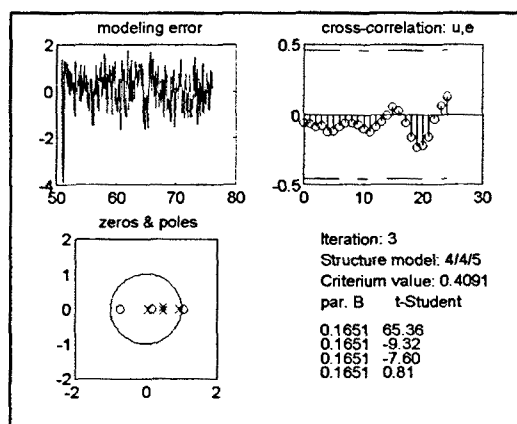 modeling error
2
0
-2
-4
50 60 70 80
cross-correlation: u,e
0.5
0
-0.5
0 10 20 30
zeros & poles
2
1
0
-1
-2
-2 0 2
Iteration: 3
Structure model: 4/4/5
Criterium value: 0.4091
par. B t-Student
0.1651 65.36
0.1651 -9.32
0.1651 -7.60
0.1651 0.81